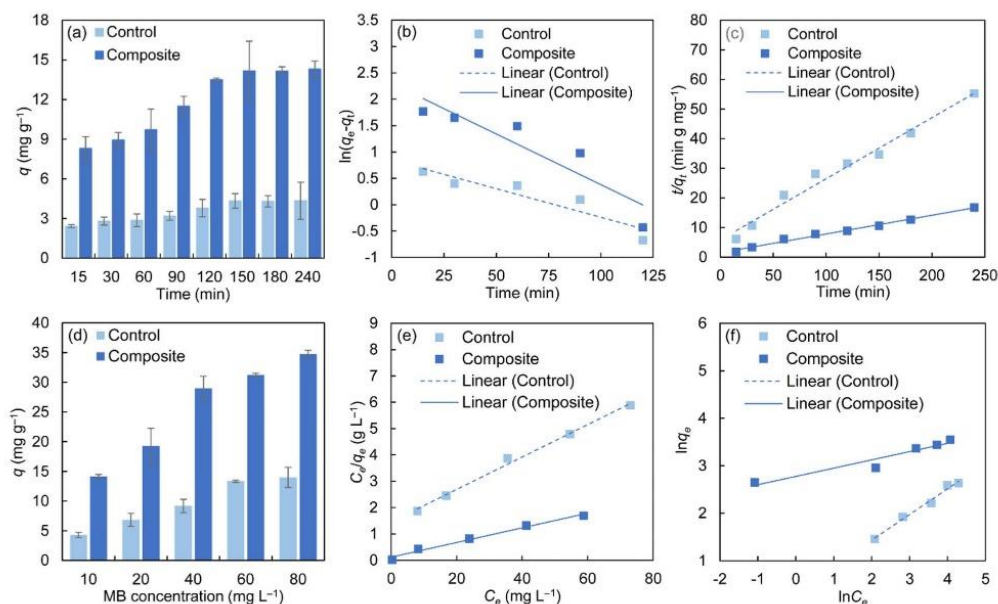 (a)
Control
Composite
q (mg g⁻¹)
18
15
12
9
6
3
0
15 30 60 90 120 150 180 240
Time (min)
(b)
Control
Composite
Linear (Control)
Linear (Composite)
ln(qₑ-qₜ)
3.5
3
2.5
2
1.5
1
0.5
0
-0.5
-1
0 25 50 75 100 125
Time (min)
(c)
Control
Composite
Linear (Control)
Linear (Composite)
t/qₜ (min g mg⁻¹)
80
70
60
50
40
30
20
10
0
0 50 100 150 200 250
Time (min)
(d)
Control
Composite
q (mg g⁻¹)
40
35
30
25
20
15
10
5
0
10 20 40 60 80
MB concentration (mg L⁻¹)
(e)
Control
Composite
Linear (Control)
Linear (Composite)
Cₑ/qₑ (g L⁻¹)
9
8
7
6
5
4
3
2
1
0
0 20 40 60 80
Cₑ (mg L⁻¹)
(f)
Control
Composite
Linear (Control)
Linear (Composite)
lnqₑ
6
5
4
3
2
1
-2 -1 0 1 2 3 4 5
lnCₑ